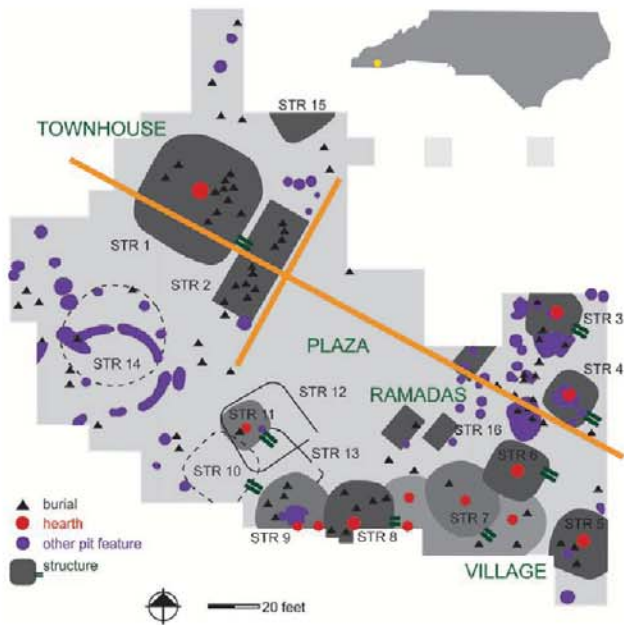 STR 15
TOWNHOUSE
STR 1
STR 2
STR 3
PLAZA
STR 14
STR 4
STR 12
RAMADAS
STR 11
STR 16
STR 13
STR 6
STR 10
burial
hearth
other pit feature
structure
STR 7
STR 5
STR 9
STR 8
VILLAGE
20 feet